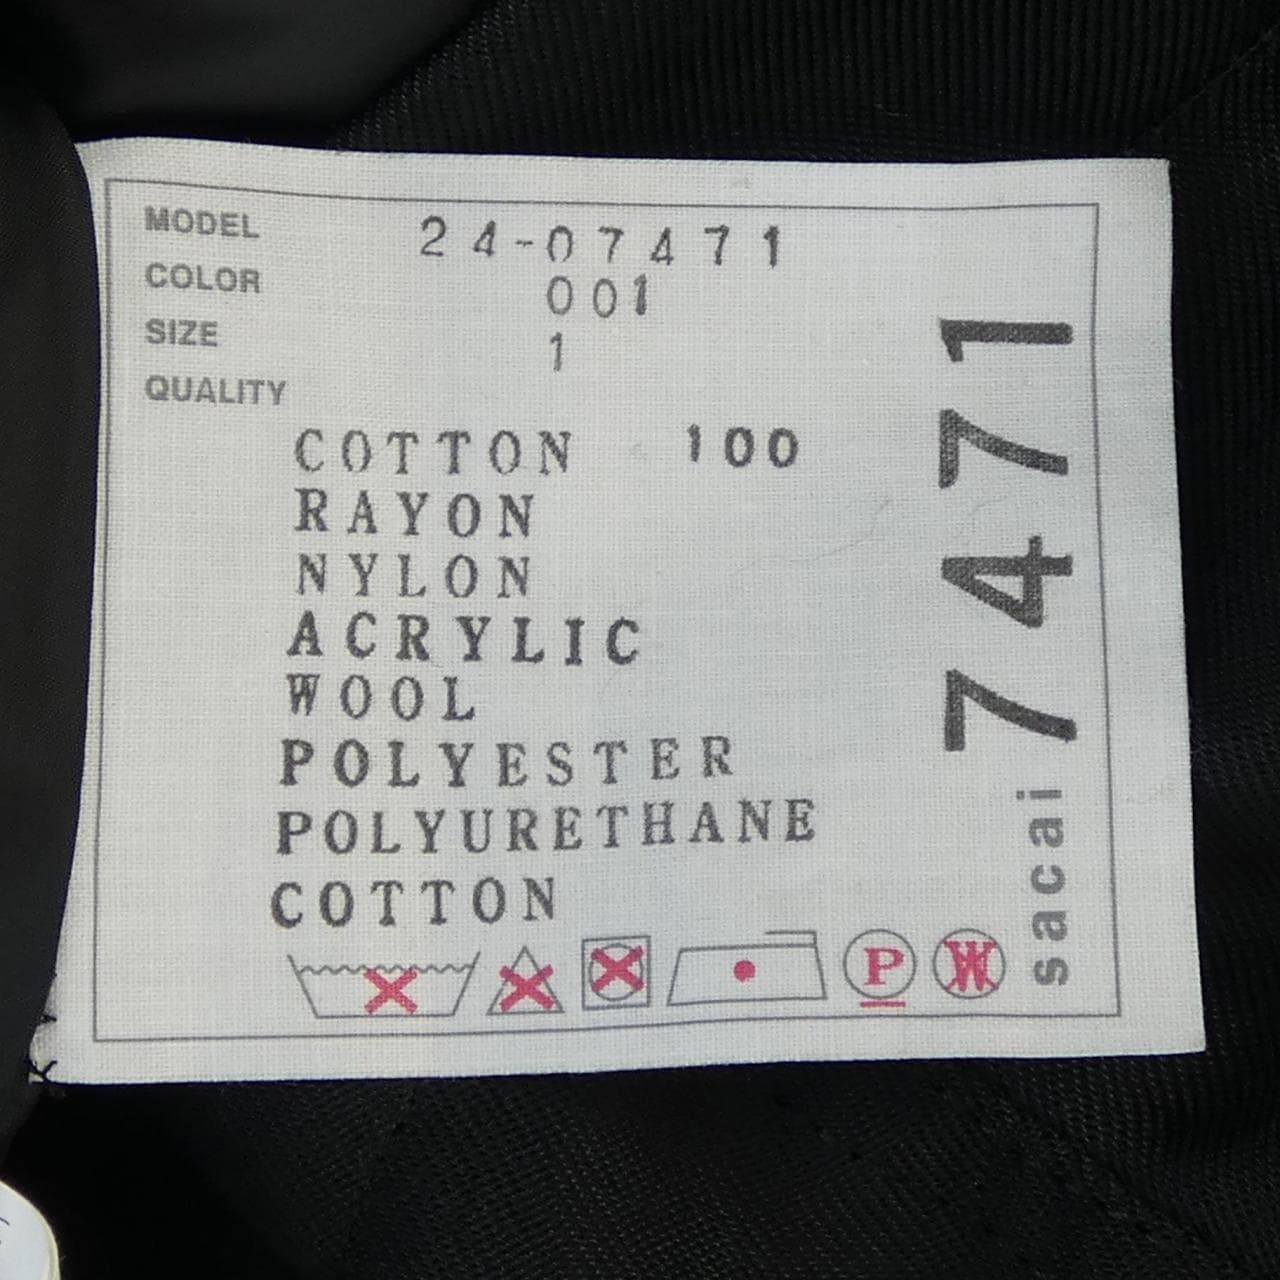 MODEL 24-07471
COLOR 001
SIZE 1
QUALITY
COTTON 100
RAYON
NYLON
ACRYLIC
WOOL
POLYESTER
POLYURETHANE
COTTON
P W
sacai 7471